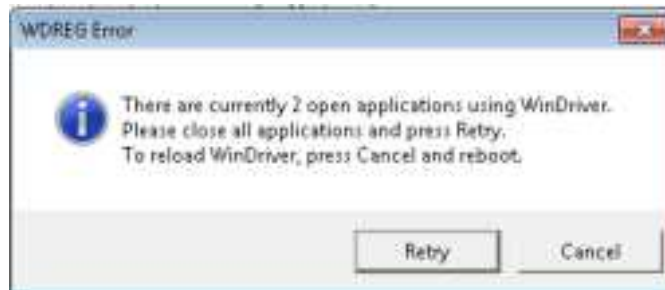 WDREG Error
There are currently 2 open applications using WinDriver.
Please close all applications and press Retry.
To reload WinDriver, press Cancel and reboot.
Retry
Cancel